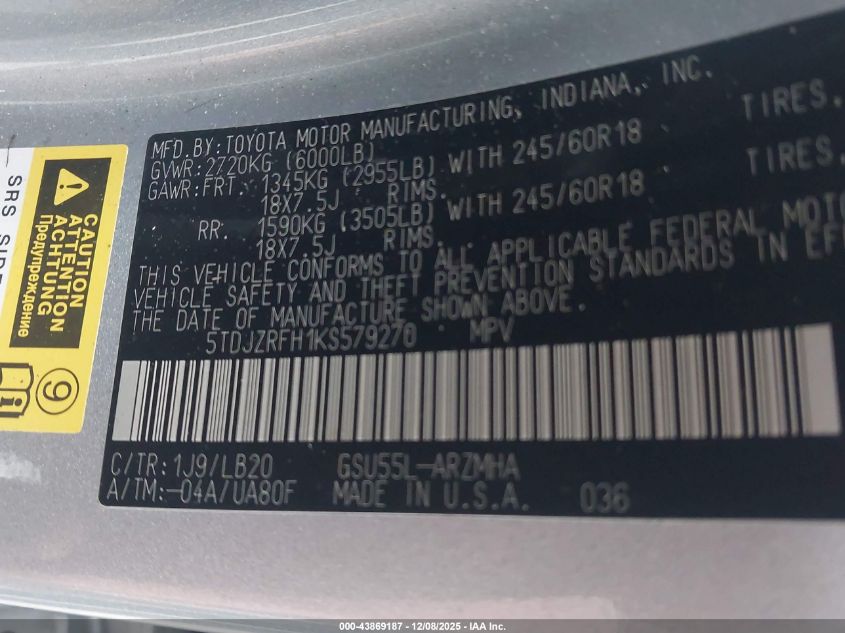 MFD. BY: TOYOTA MOTOR MANUFACTURING, INDIANA, INC.
GVWR: 2720KG (6000LB)
GAWR: FRT. 1345KG (2955LB) WITH 245/60R18 TIRES,
18X7.5J RIMS.
RR. 1590KG (3505LB) WITH 245/60R18 TIRES,
18X7.5J RIMS.
THIS VEHICLE CONFORMS TO ALL APPLICABLE FEDERAL MOTO
VEHICLE SAFETY AND THEFT PREVENTION STANDARDS IN EF
THE DATE OF MANUFACTURE SHOWN ABOVE.
5TDJZRFH1KS579270 MPV
C/TR: 1J9/LB20 GSU55L-ARZMHA
A/TM:-04A/UA80F MADE IN U.S.A. 036
SRS SIDE
CAUTION
ATTENTION
ACHTUNG
Предупреждение
9
i
000-43869187 - 12/08/2025 - IAA Inc.